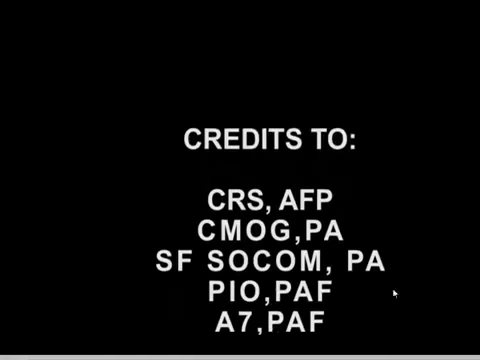 CREDITS TO:
CRS, AFP
CMOG,PA
SF SOCOM, PA
PIO,PAF
A7,PAF